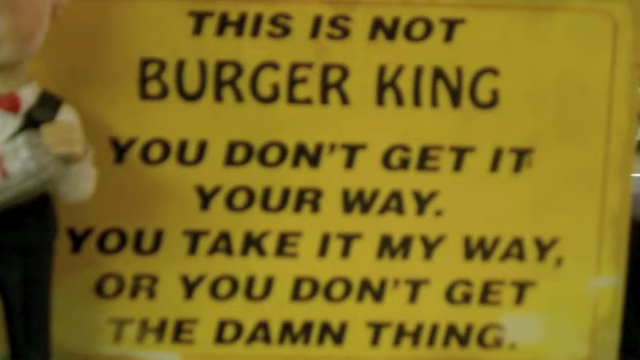 THIS IS NOT
BURGER KING
YOU DON'T GET IT
YOUR WAY.
YOU TAKE IT MY WAY,
OR YOU DON'T GET
THE DAMN THING.